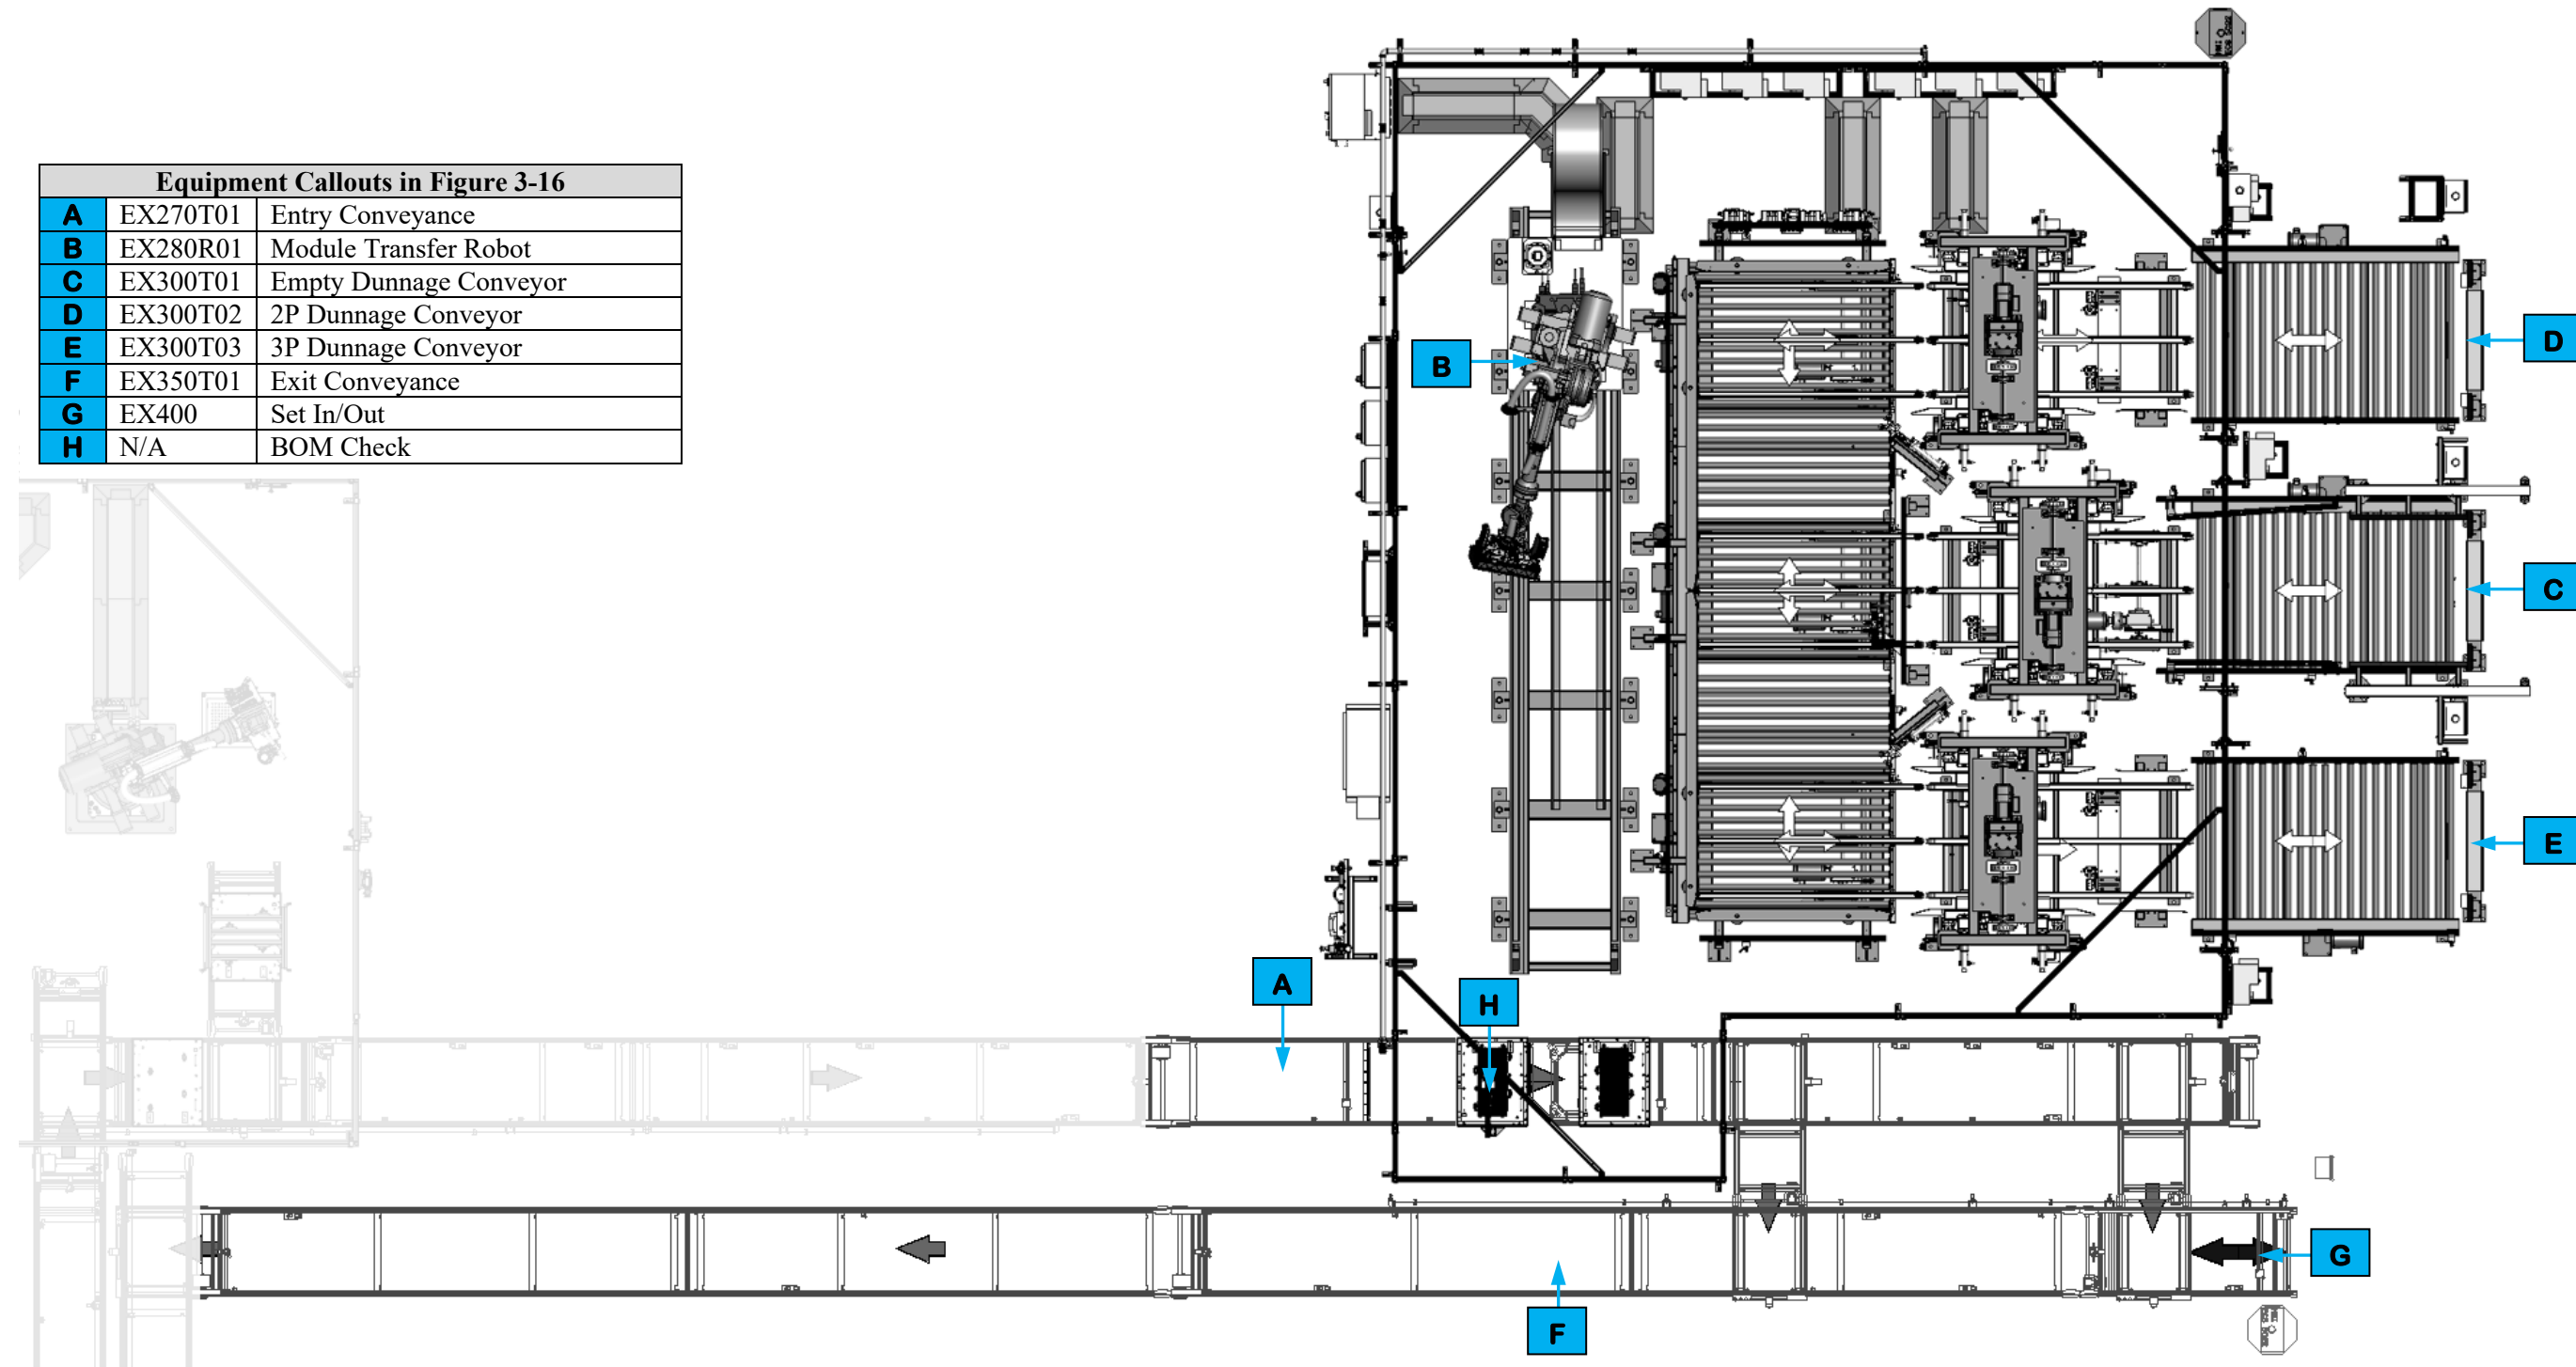 Equipment Callouts in Figure 3-16
A EX270T01 Entry Conveyance
B EX280R01 Module Transfer Robot
C EX300T01 Empty Dunnage Conveyor
D EX300T02 2P Dunnage Conveyor
E EX300T03 3P Dunnage Conveyor
F EX350T01 Exit Conveyance
G EX400 Set In/Out
H N/A BOM Check
D
B
C
E
A
H
G
F